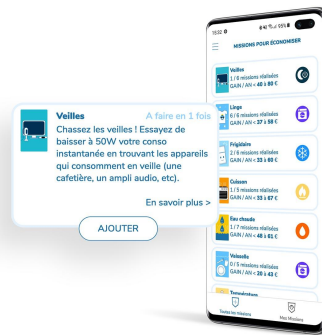 15:32
95%
MISSIONS POUR ÉCONOMISER
Veilles
1 / 6 missions réalisées
GAIN / AN < 40 à 80 €
Linge
6 / 6 missions réalisées
GAIN / AN < 37 à 58 €
Frigidaire
2 / 6 missions réalisées
GAIN / AN < 33 à 60 €
Cuisson
1 / 5 missions réalisées
GAIN / AN < 33 à 67 €
Eau chaude
1 / 7 missions réalisées
GAIN / AN < 48 à 61 €
Vaisselle
0 / 5 missions réalisées
GAIN / AN < 20 à 43 €
Température
Toutes les missions
Mes Missions
Veilles
A faire en 1 fois
Chassez les veilles ! Essayez de
baisser à 50W votre conso
instantanée en trouvant les appareils
qui consomment en veille (une
cafetière, un ampli audio, etc).
En savoir plus >
AJOUTER